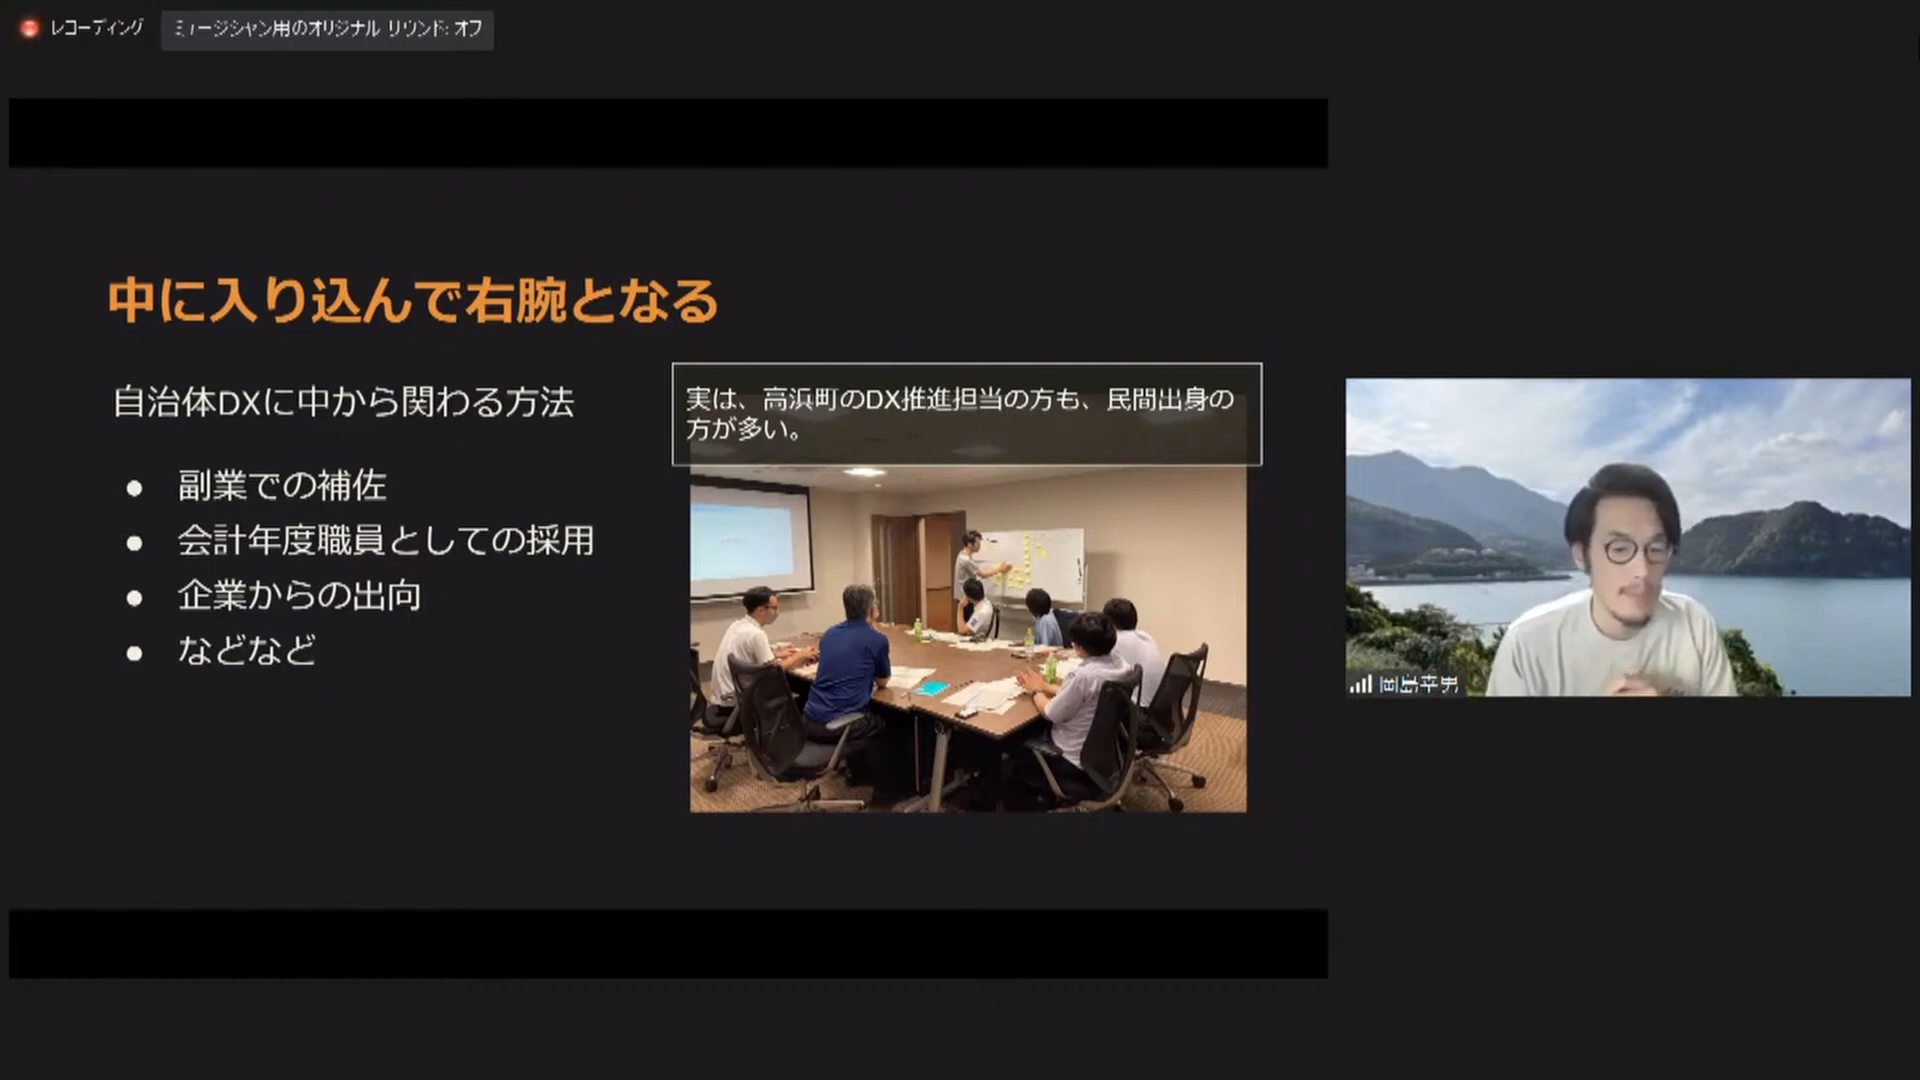 レコーディング
ミュージシャン用のオリジナル サウンド: オフ
中に入り込んで右腕となる
自治体DXに中から関わる方法
● 副業での補佐
● 会計年度職員としての採用
● 企業からの出向
● などなど
実は、高浜町のDX推進担当の方も、民間出身の
方が多い。